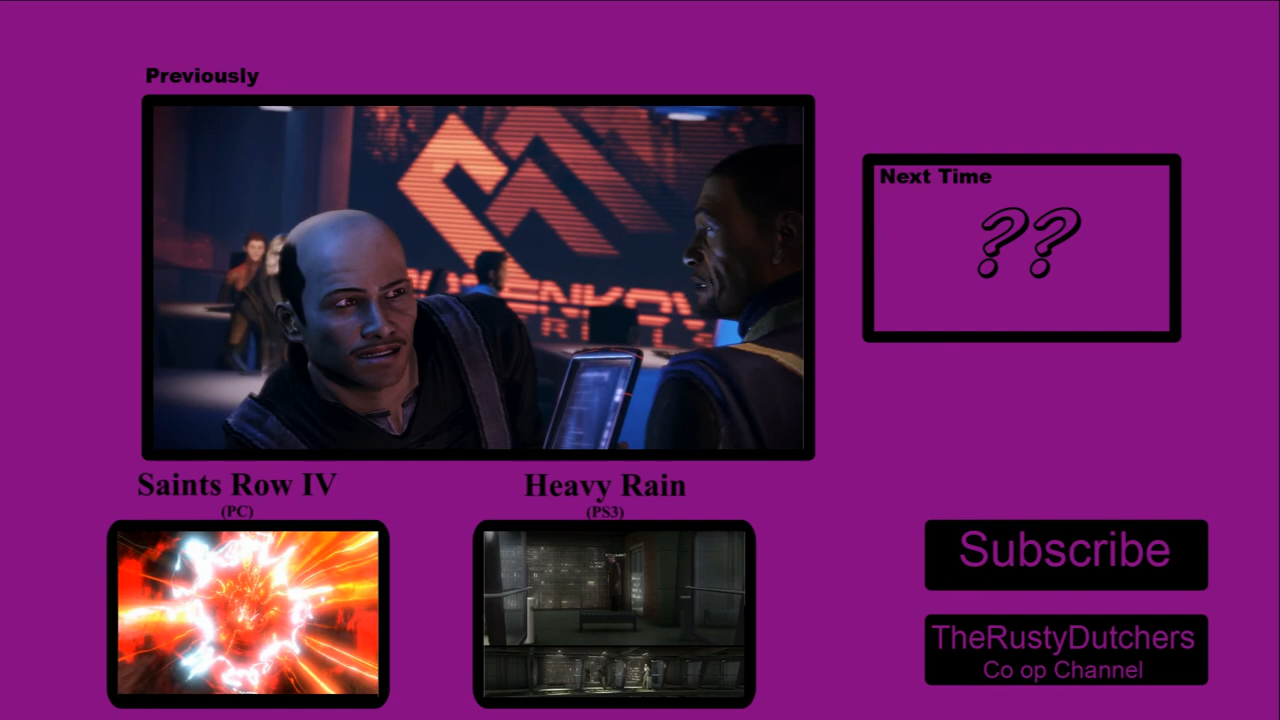 Previously
Next Time
??
Saints Row IV
(PC)
Heavy Rain
(PS3)
Subscribe
TheRustyDutchers
Co op Channel